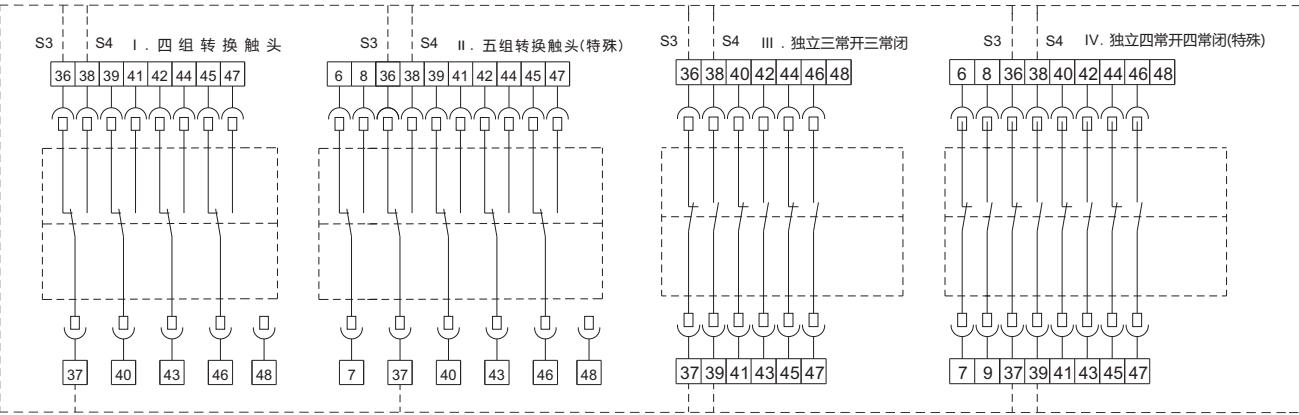 S3 S4 I . 四组转换触头
36 38 39 41 42 44 45 47
37 40 43 46 48
S3 S4 II . 五组转换触头(特殊)
6 8 36 38 39 41 42 44 45 47
7 37 40 43 46 48
S3 S4 III . 独立三常开三常闭
36 38 40 42 44 46 48
37 39 41 43 45 47
S3 S4 IV. 独立四常开四常闭(特殊)
6 8 36 38 40 42 44 46 48
7 9 37 39 41 43 45 47